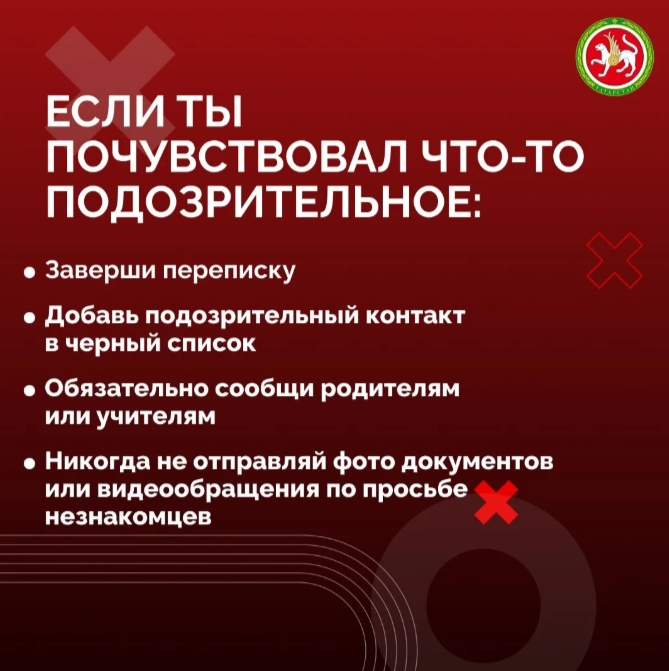 ТАТАРСТАН
ЕСЛИ ТЫ
ПОЧУВСТВОВАЛ ЧТО-ТО
ПОДОЗРИТЕЛЬНОЕ:
• Заверши переписку
• Добавь подозрительный контакт
в черный список
• Обязательно сообщи родителям
или учителям
• Никогда не отправляй фото документов
или видеообращения по просьбе
незнакомцев